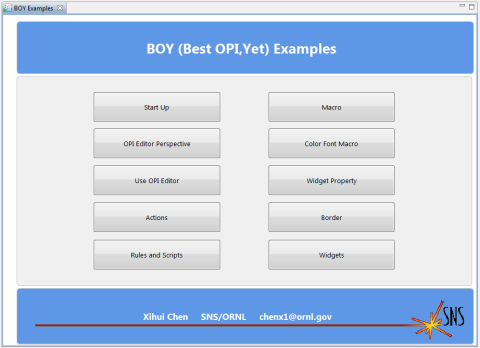 BOY Examples
BOY (Best OPI,Yet) Examples
Start Up
Macro
OPI Editor Perspective
Color Font Macro
Use OPI Editor
Widget Property
Actions
Border
Rules and Scripts
Widgets
Xihui Chen SNS/ORNL chenx1@ornl.gov
SNS